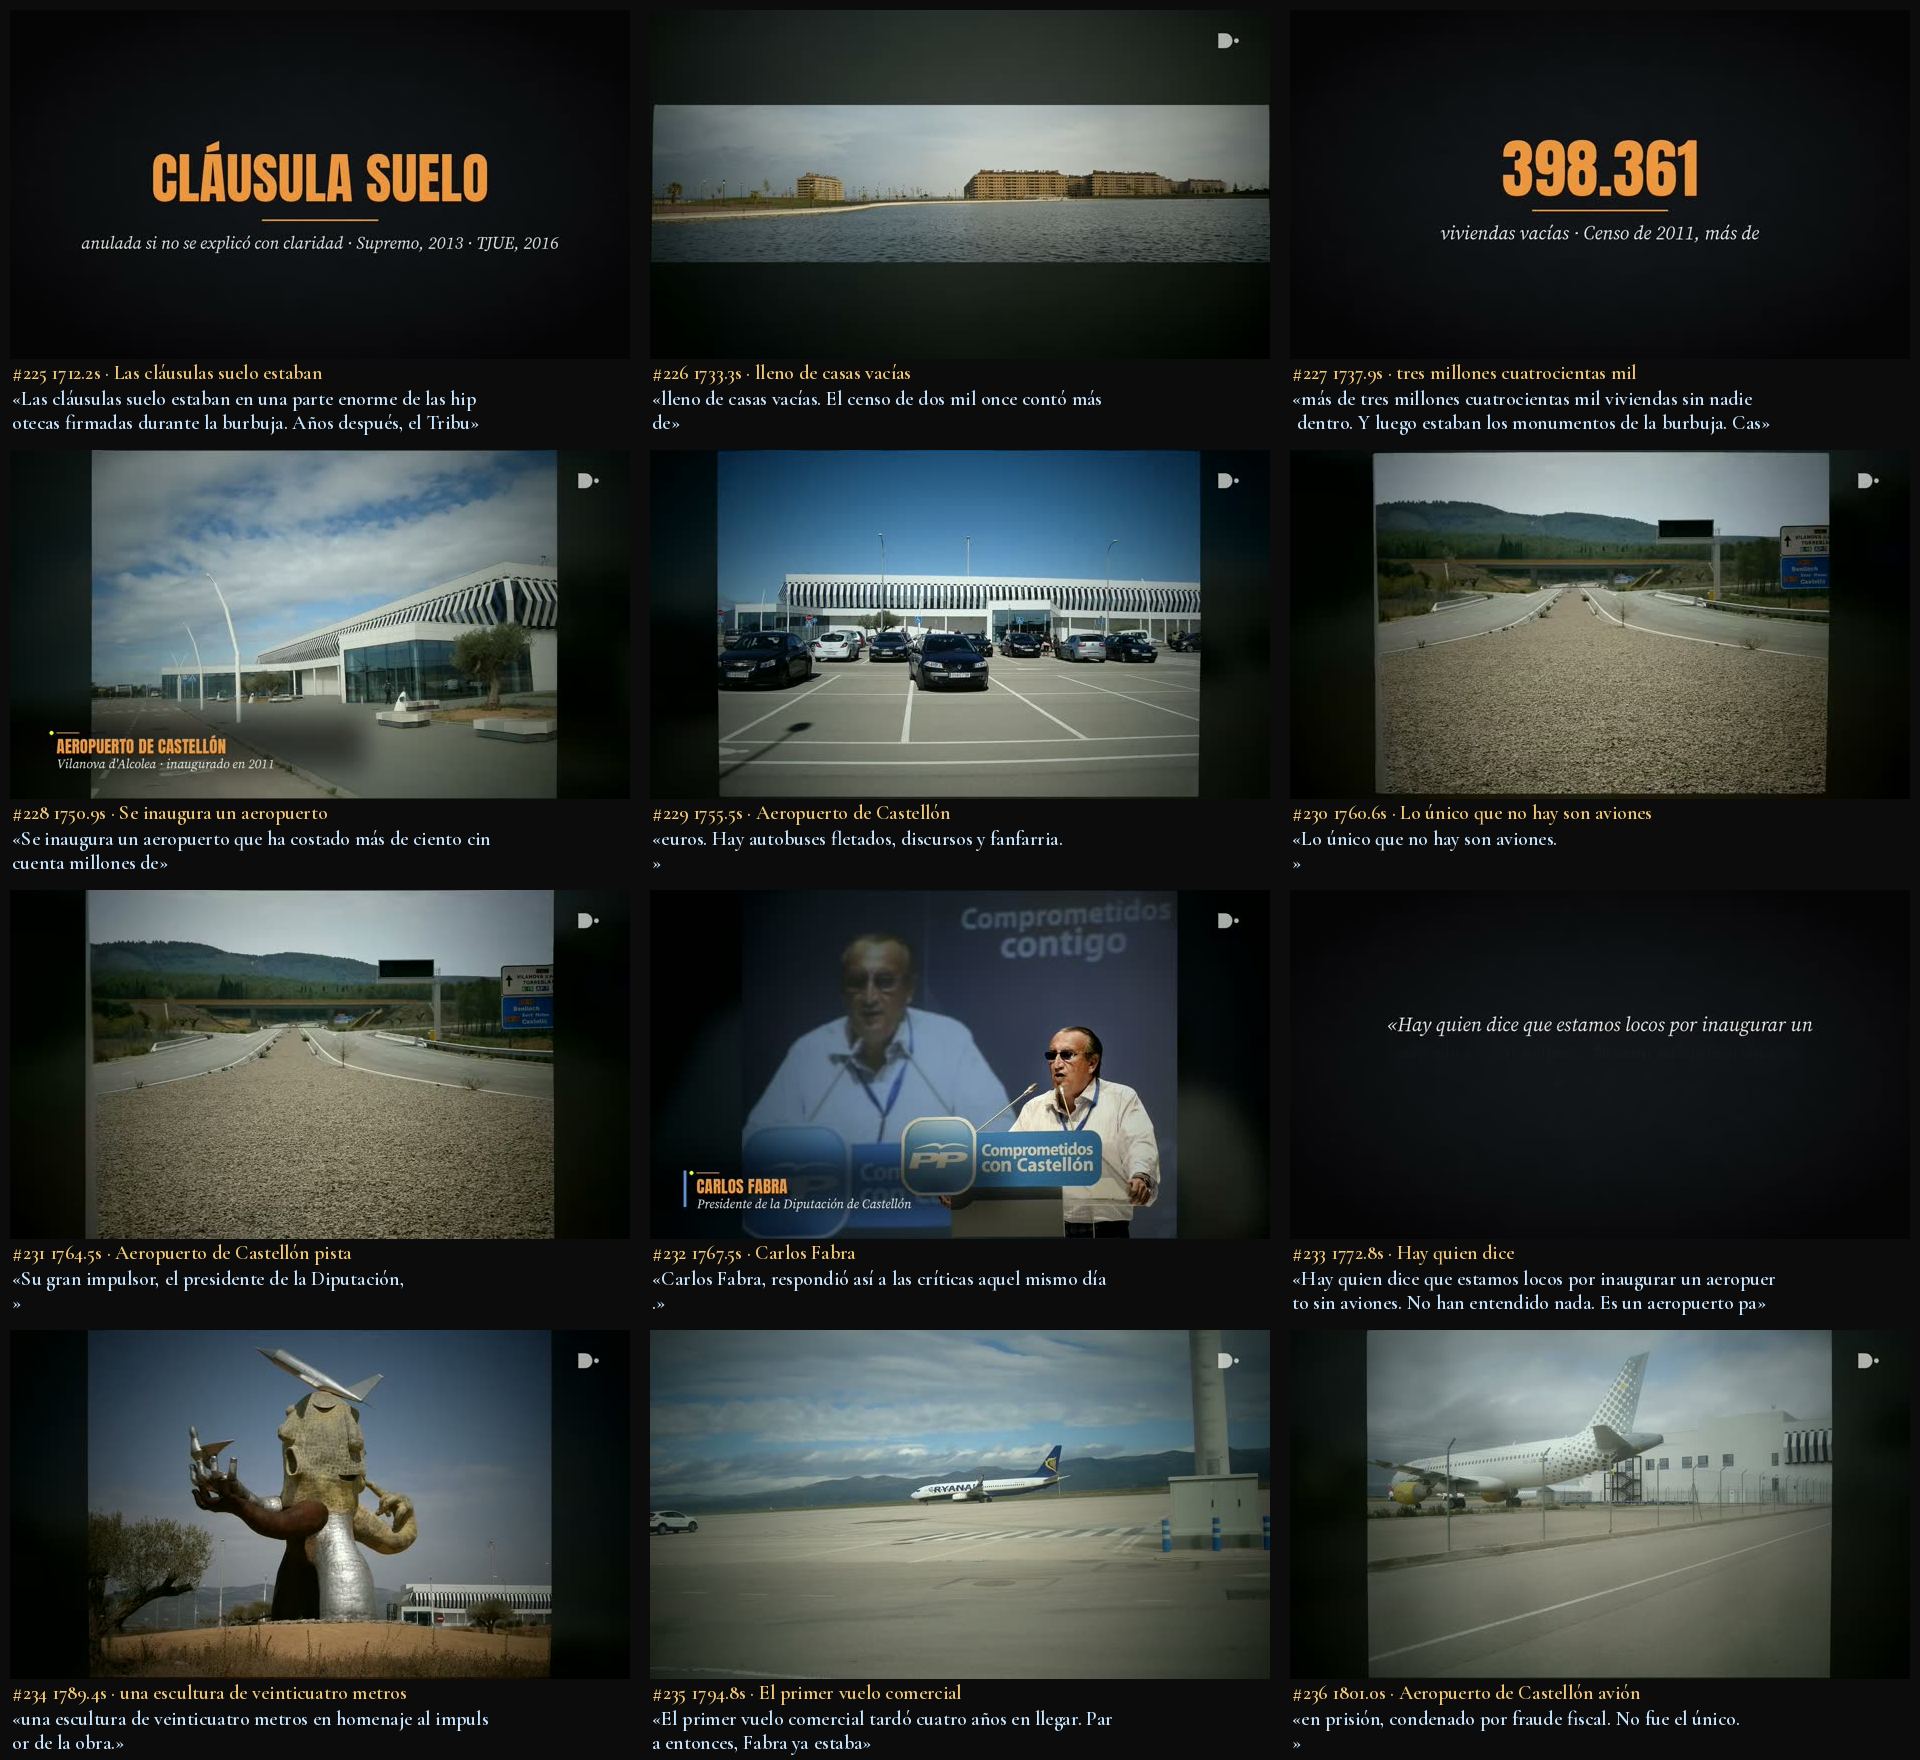 CLÁUSULA SUELO
anulada si no se explicó con claridad · Supremo, 2013 · TJUE, 2016
#225 1712.2s · Las cláusulas suelo estaban
«Las cláusulas suelo estaban en una parte enorme de las hip
otecas firmadas durante la burbuja. Años después, el Tribu»
D•
#226 1733.3s · lleno de casas vacías
«lleno de casas vacías. El censo de dos mil once contó más
de»
398.361
viviendas vacías · Censo de 2011, más de
#227 1737.9s · tres millones cuatrocientas mil
«más de tres millones cuatrocientas mil viviendas sin nadie
dentro. Y luego estaban los monumentos de la burbuja. Cas»
D•
AEROPUERTO DE CASTELLÓN
Vilanova d'Alcolea · inaugurado en 2011
#228 1750.9s · Se inaugura un aeropuerto
«Se inaugura un aeropuerto que ha costado más de ciento cin
cuenta millones de»
D•
#229 1755.5s · Aeropuerto de Castellón
«euros. Hay autobuses fletados, discursos y fanfarria.
»
D•
#230 1760.6s · Lo único que no hay son aviones
«Lo único que no hay son aviones.
»
D•
#231 1764.5s · Aeropuerto de Castellón pista
«Su gran impulsor, el presidente de la Diputación,
»
D•
Comprometidos
contigo
PP
Comprometidos
con Castellón
CARLOS FABRA
Presidente de la Diputación de Castellón
#232 1767.5s · Carlos Fabra
«Carlos Fabra, respondió así a las críticas aquel mismo día
.»
«Hay quien dice que estamos locos por inaugurar un
#233 1772.8s · Hay quien dice
«Hay quien dice que estamos locos por inaugurar un aeropuer
to sin aviones. No han entendido nada. Es un aeropuerto pa»
D•
#234 1789.4s · una escultura de veinticuatro metros
«una escultura de veinticuatro metros en homenaje al impuls
or de la obra.»
D•
#235 1794.8s · El primer vuelo comercial
«El primer vuelo comercial tardó cuatro años en llegar. Par
a entonces, Fabra ya estaba»
D•
#236 1801.0s · Aeropuerto de Castellón avión
«en prisión, condenado por fraude fiscal. No fue el único.
»